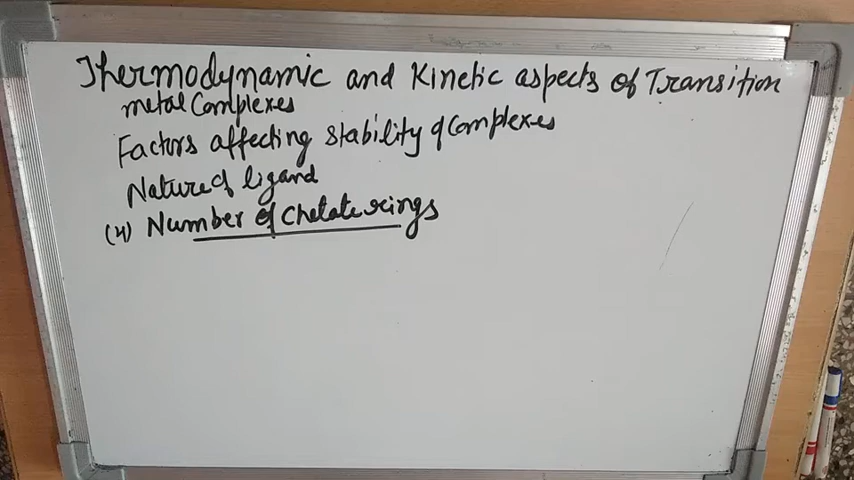 Thermodynamic and Kinetic aspects of Transition
metal Complexes
Factors affecting stability of Complexes
Nature of ligand
(4) Number of Chelate rings